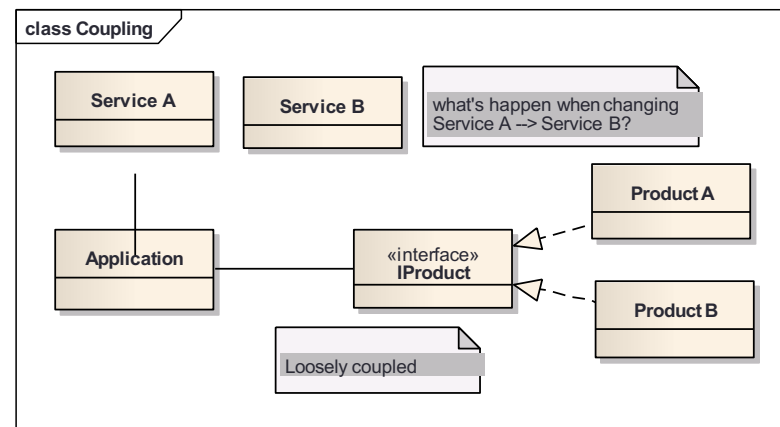 class Coupling
Service A
Service B
what's happen when changing
Service A --> Service B?
Product A
Application
«interface»
IProduct
Product B
Loosely coupled